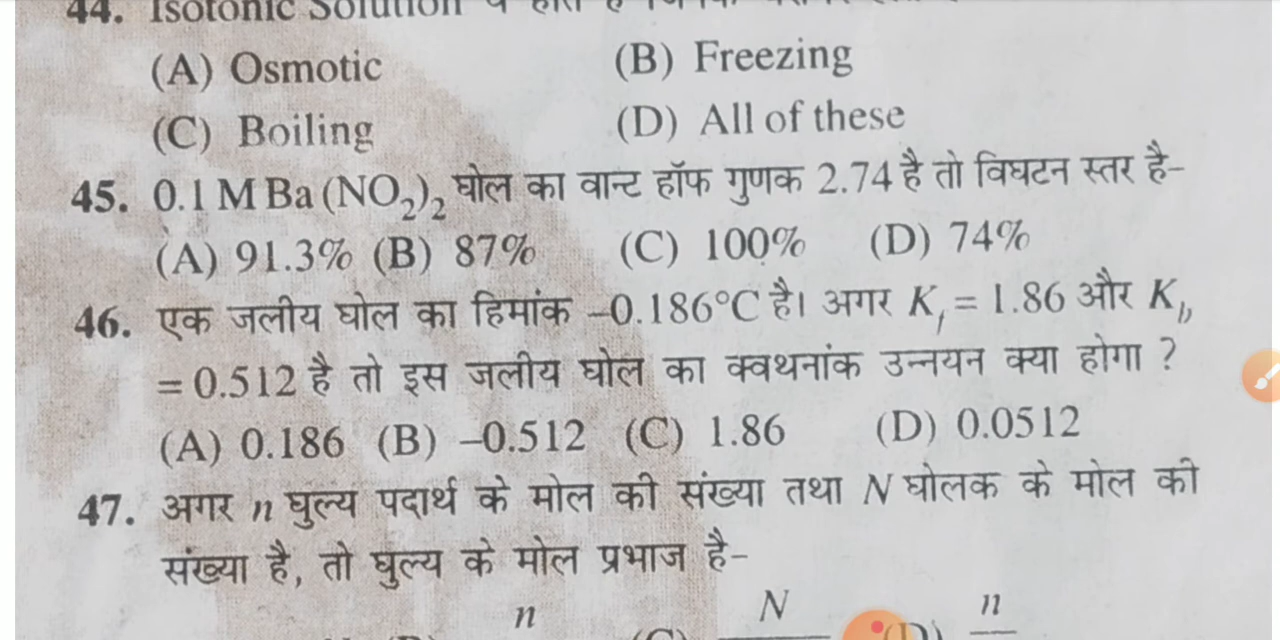 44. Isotonic Solution
(A) Osmotic (B) Freezing
(C) Boiling (D) All of these
45. 0.1 M Ba (NO₂)₂ घोल का वान्ट हॉफ गुणक 2.74 है तो विघटन स्तर है–
(A) 91.3% (B) 87% (C) 100% (D) 74%
46. एक जलीय घोल का हिमांक –0.186°C है। अगर K_f = 1.86 और K_b
= 0.512 है तो इस जलीय घोल का क्वथनांक उन्नयन क्या होगा ?
(A) 0.186 (B) –0.512 (C) 1.86 (D) 0.0512
47. अगर n घुल्य पदार्थ के मोल की संख्या तथा N घोलक के मोल की
संख्या है, तो घुल्य के मोल प्रभाज है–
n N n
(D)